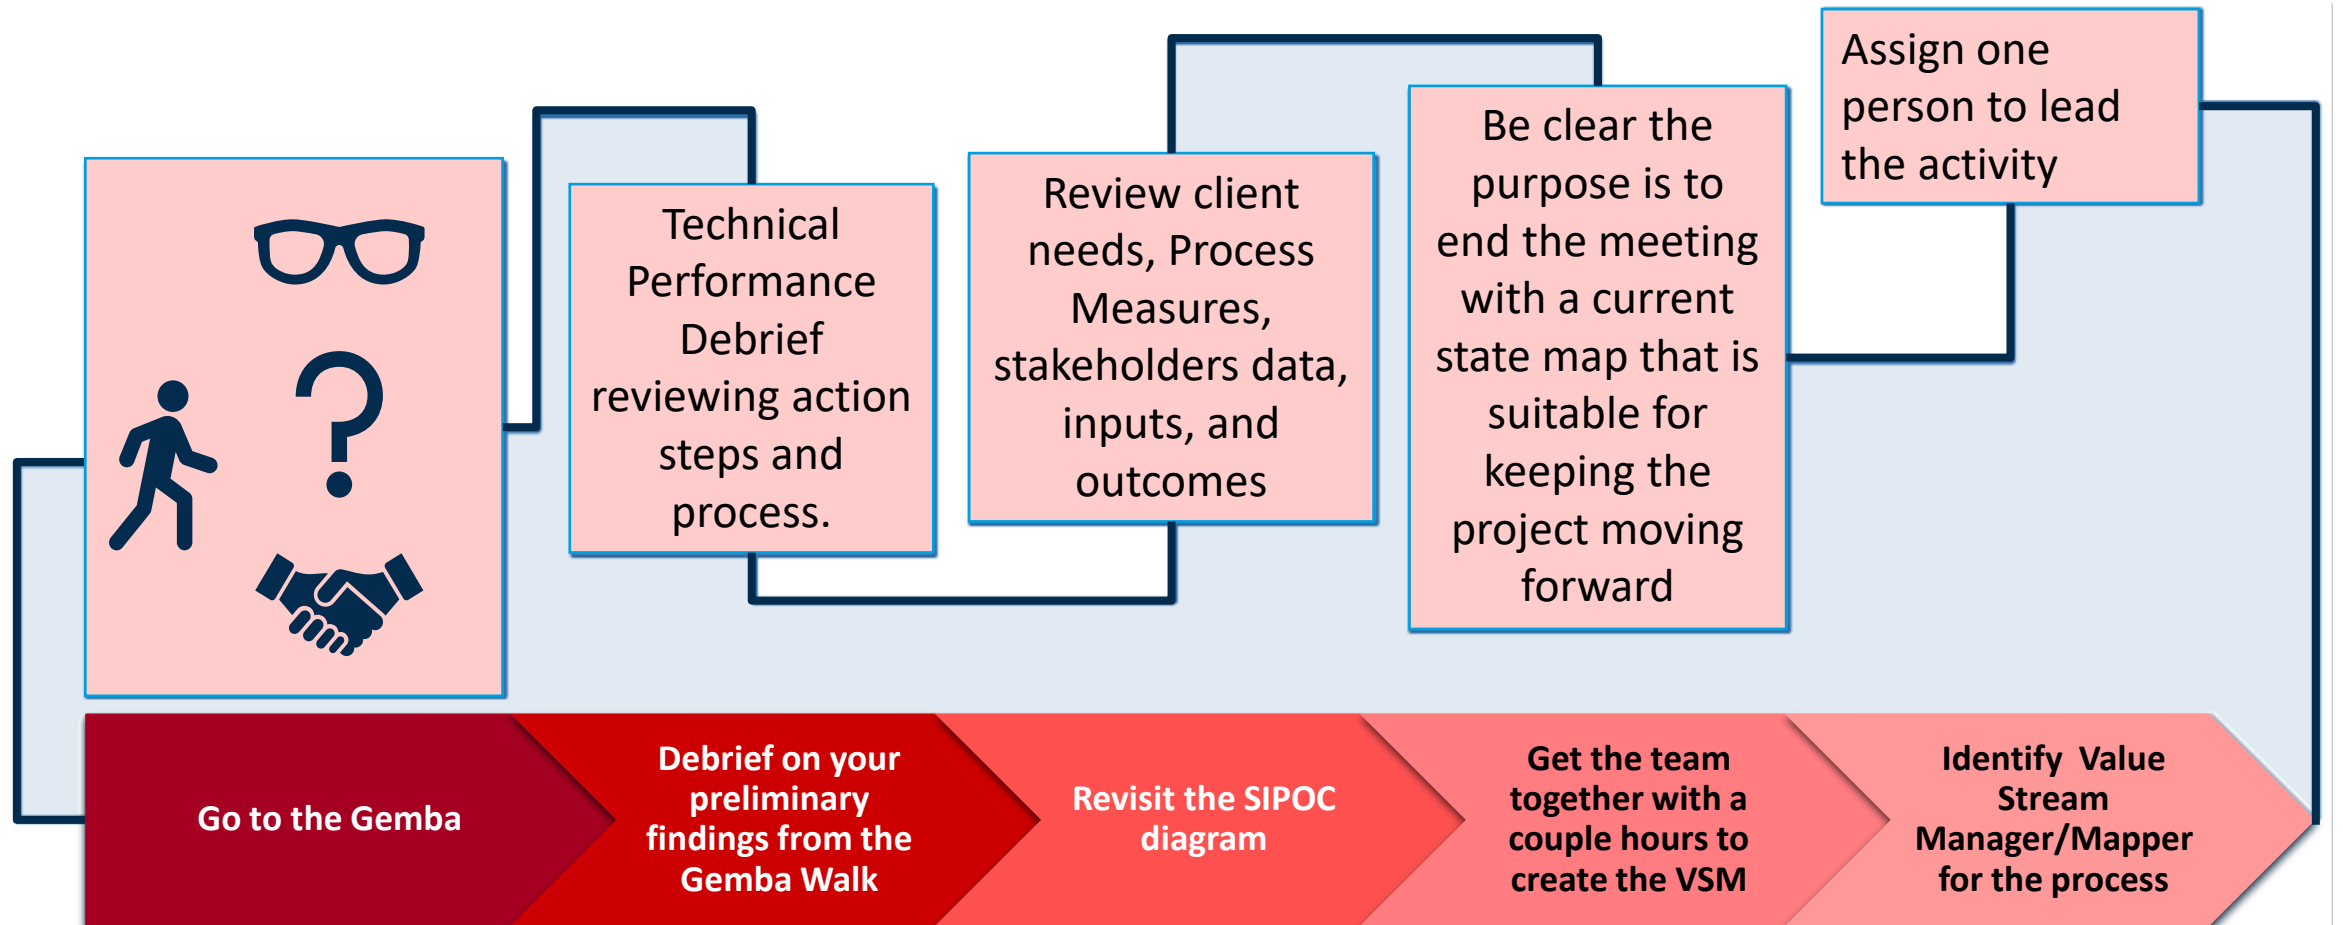 Technical
Performance
Debrief
reviewing action
steps and
process.
Review client
needs, Process
Measures,
stakeholders data,
inputs, and
outcomes
Be clear the
purpose is to
end the meeting
with a current
state map that is
suitable for
keeping the
project moving
forward
Assign one
person to lead
the activity
Go to the Gemba
Debrief on your
preliminary
findings from the
Gemba Walk
Revisit the SIPOC
diagram
Get the team
together with a
couple hours to
create the VSM
Identify  Value
Stream
Manager/Mapper
for the process